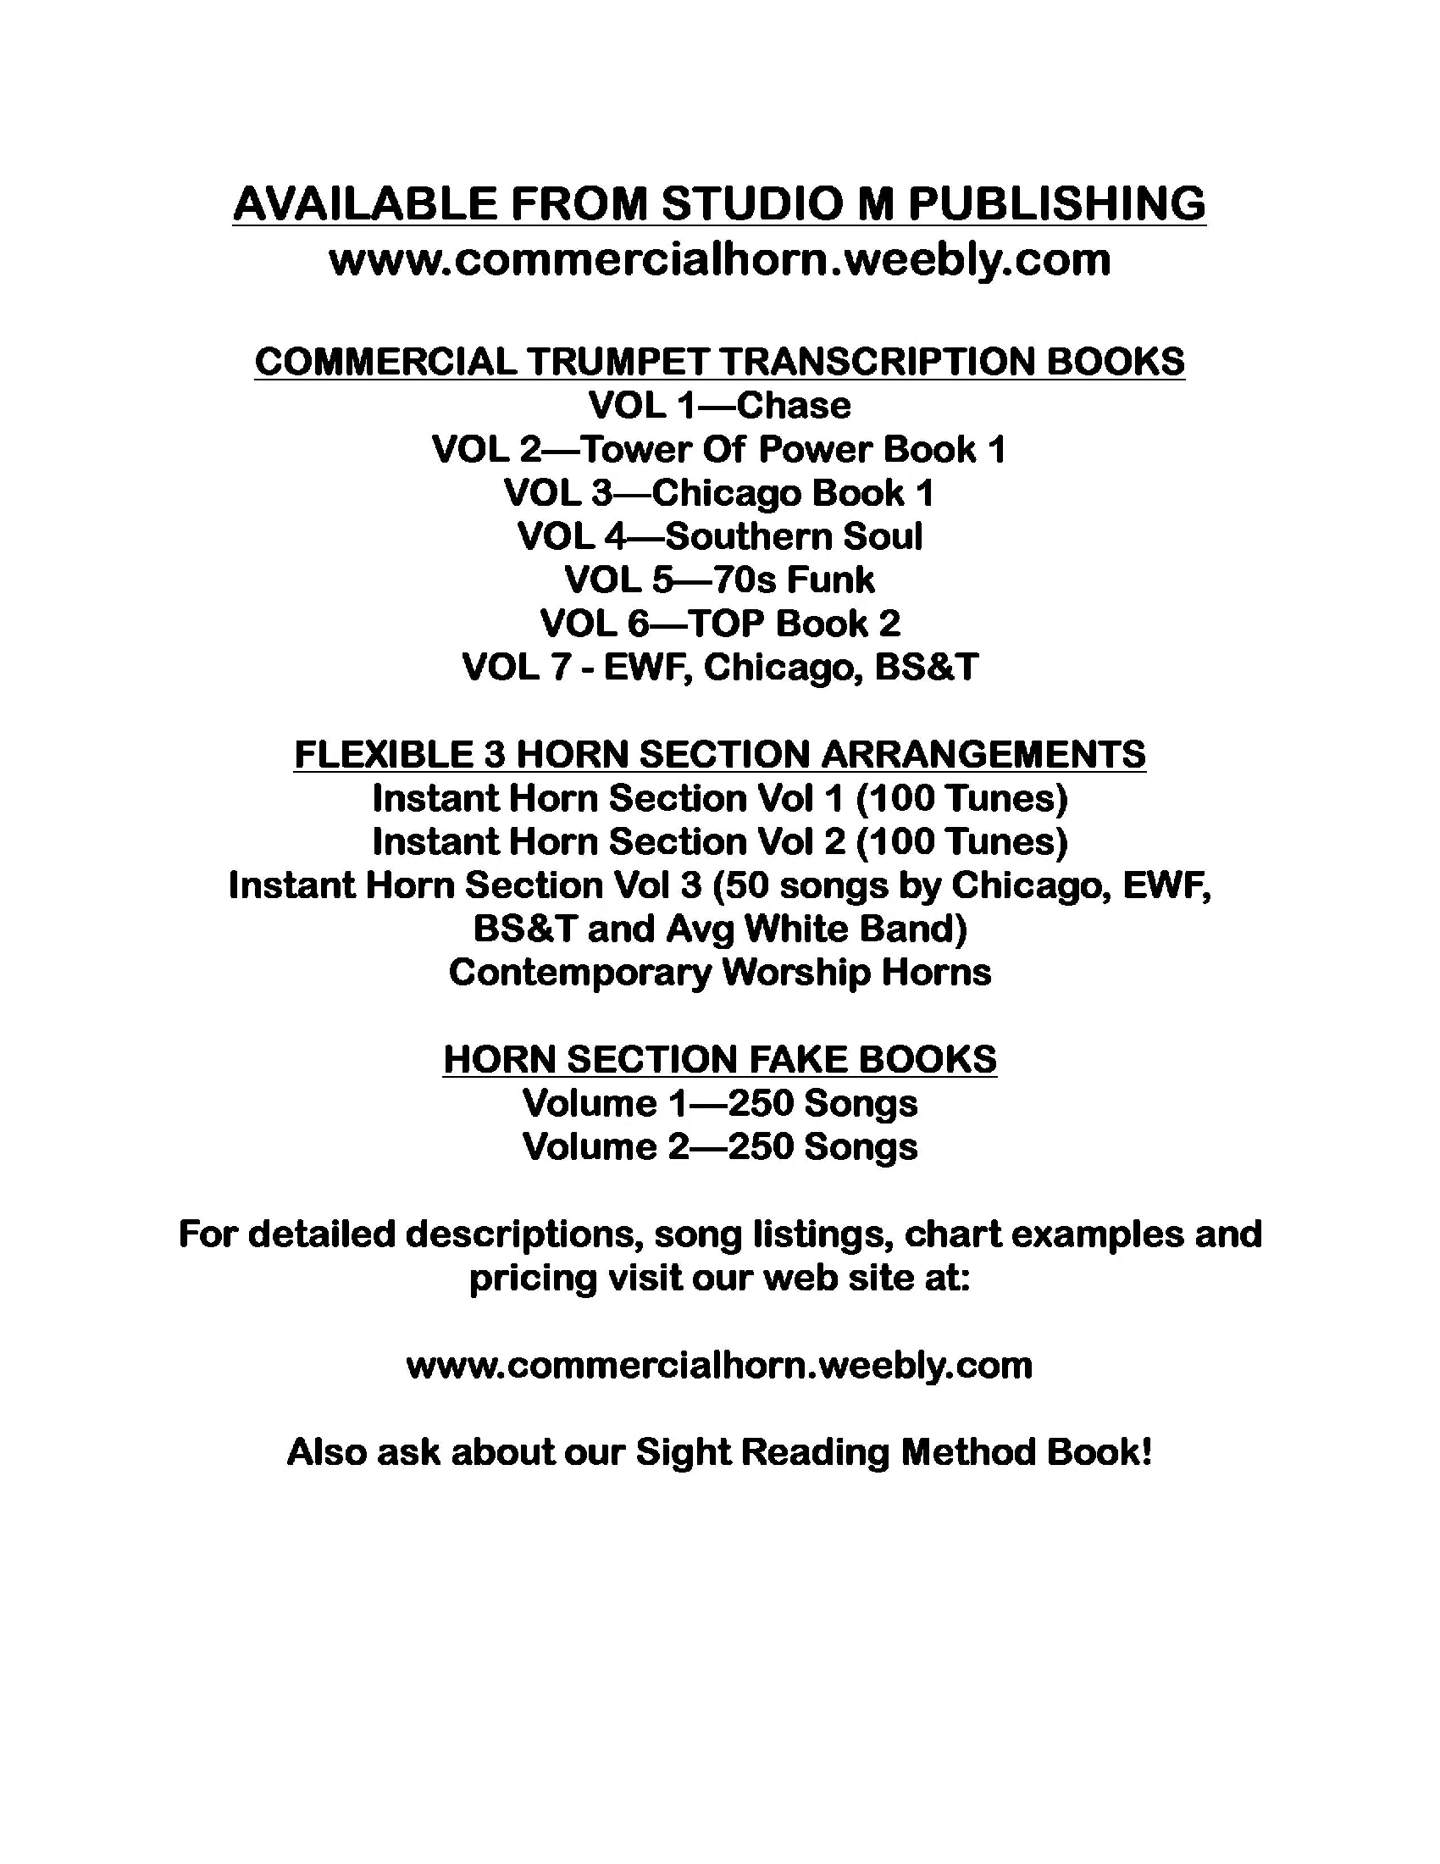 AVAILABLE FROM STUDIO M PUBLISHING
www.commercialhorn.weebly.com
COMMERCIAL TRUMPET TRANSCRIPTION BOOKS
VOL 1—Chase
VOL 2—Tower Of Power Book 1
VOL 3—Chicago Book 1
VOL 4—Southern Soul
VOL 5—70s Funk
VOL 6—TOP Book 2
VOL 7 - EWF, Chicago, BS&T
FLEXIBLE 3 HORN SECTION ARRANGEMENTS
Instant Horn Section Vol 1 (100 Tunes)
Instant Horn Section Vol 2 (100 Tunes)
Instant Horn Section Vol 3 (50 songs by Chicago, EWF,
BS&T and Avg White Band)
Contemporary Worship Horns
HORN SECTION FAKE BOOKS
Volume 1—250 Songs
Volume 2—250 Songs
For detailed descriptions, song listings, chart examples and
pricing visit our web site at:
www.commercialhorn.weebly.com
Also ask about our Sight Reading Method Book!